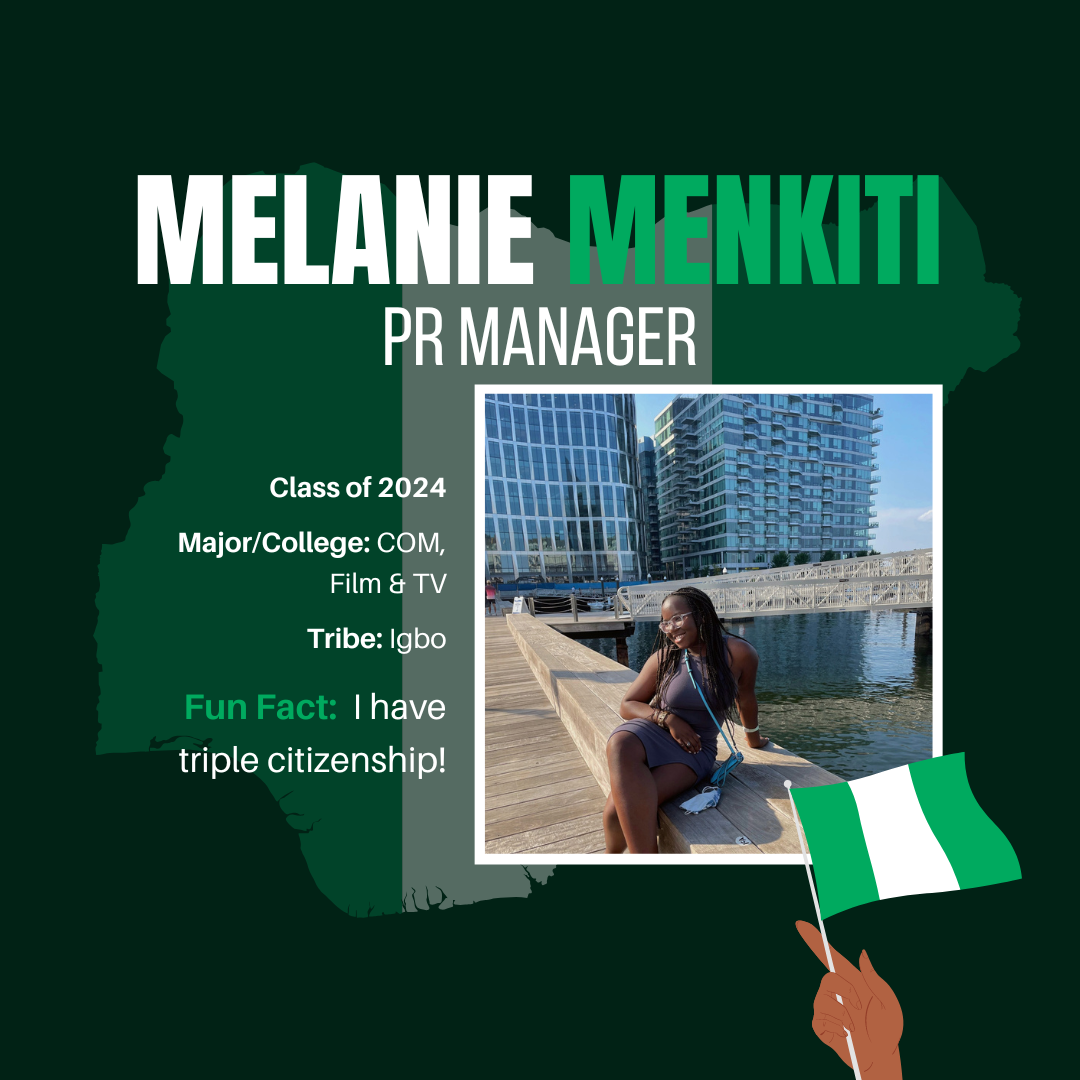 MELANIE MENKITI
PR MANAGER
Class of 2024
Major/College: COM,
Film & TV
Tribe: Igbo
Fun Fact: I have
triple citizenship!